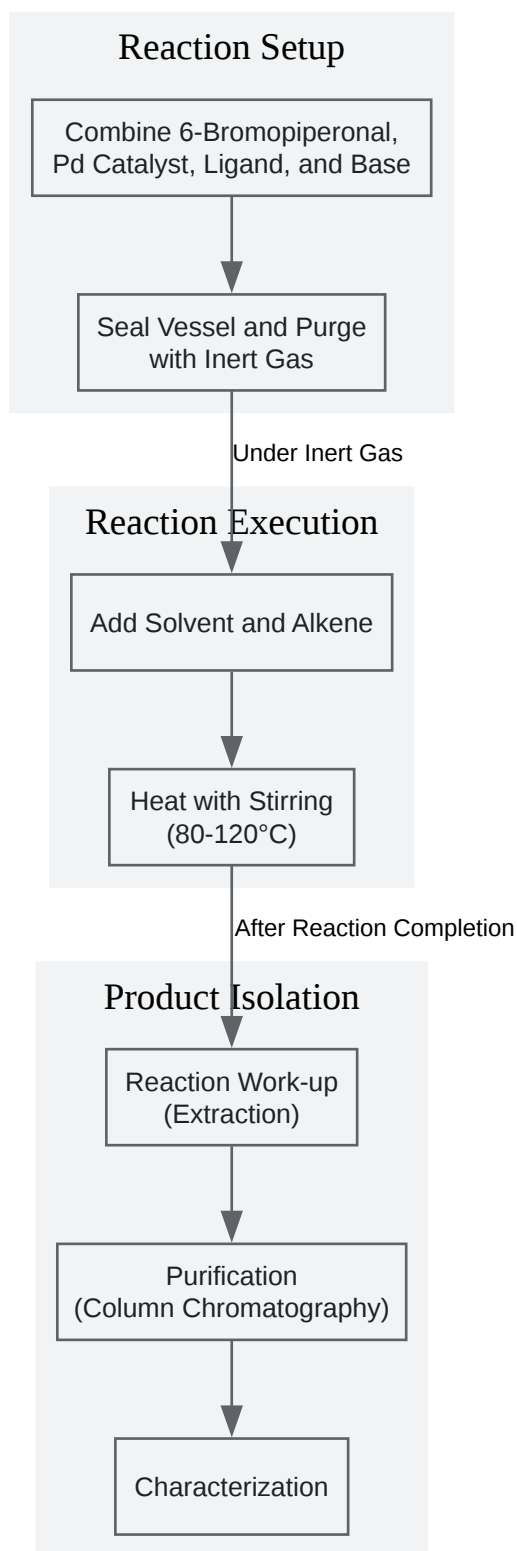 Reaction Setup
Combine 6-Bromopiperonal,
Pd Catalyst, Ligand, and Base
Seal Vessel and Purge
with Inert Gas
Under Inert Gas
Reaction Execution
Add Solvent and Alkene
Heat with Stirring
(80-120°C)
After Reaction Completion
Product Isolation
Reaction Work-up
(Extraction)
Purification
(Column Chromatography)
Characterization